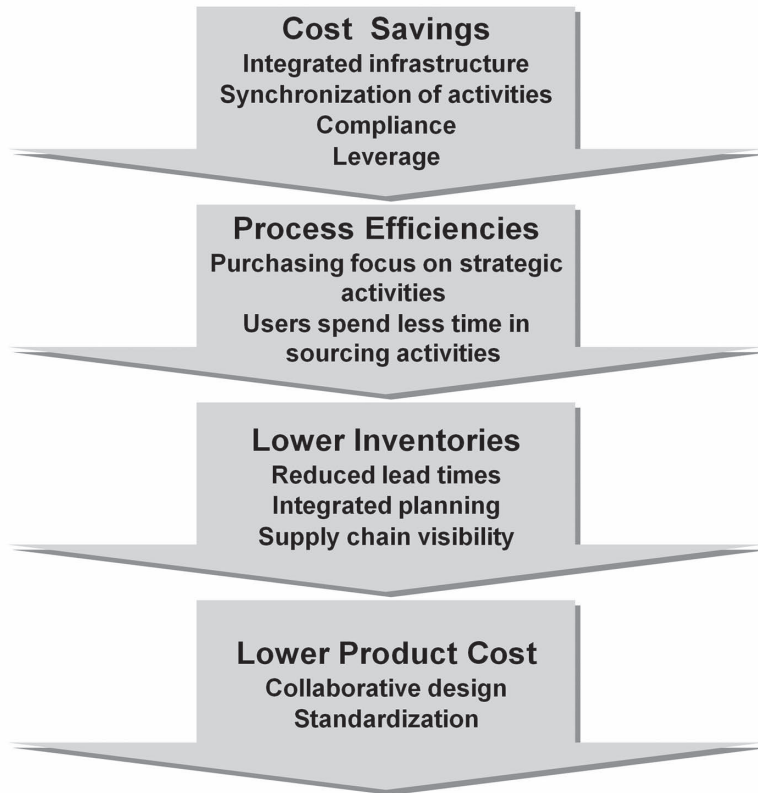 Cost Savings
Integrated infrastructure
Synchronization of activities
Compliance
Leverage
Process Efficiencies
Purchasing focus on strategic
activities
Users spend less time in
sourcing activities
Lower Inventories
Reduced lead times
Integrated planning
Supply chain visibility
Lower Product Cost
Collaborative design
Standardization